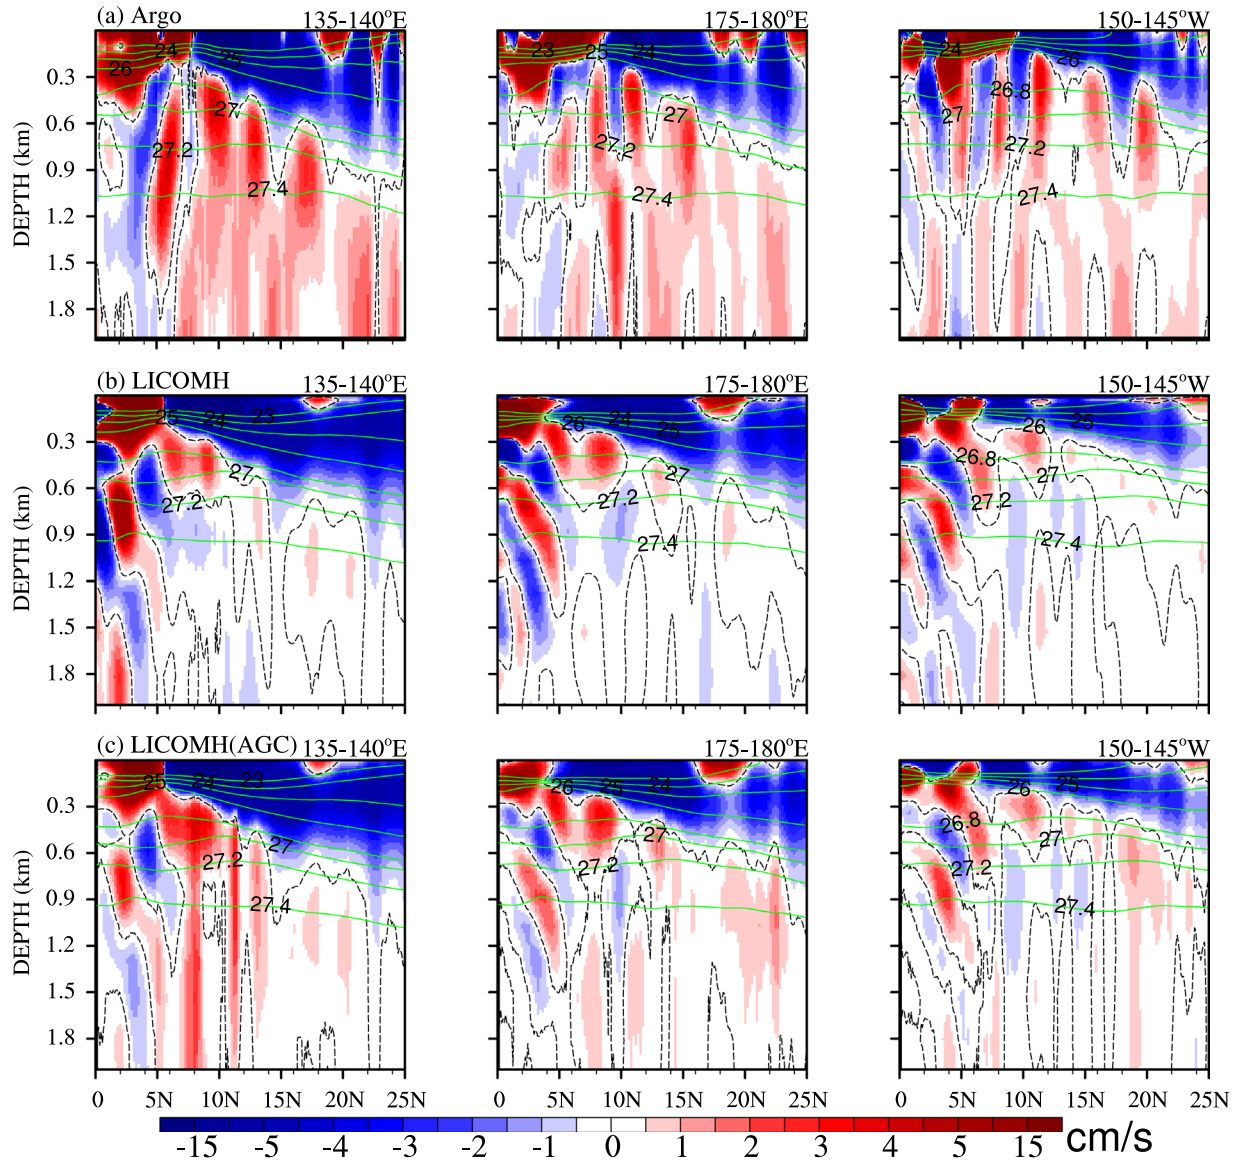 (a) Argo 135-140°E 175-180°E 150-145°W
24 25 26 27 27.2 27.4
23 25 24 27 27.2 27.4
24 26 26.8 27 27.2 27.4
DEPTH (km) 0.3 0.6 0.9 1.2 1.5 1.8
(b) LICOMH 135-140°E 175-180°E 150-145°W
25 24 23 27 27.2 27.4
26 24 25 27 27.2 27.4
26 25 26.8 27 27.2 27.4
DEPTH (km) 0.3 0.6 0.9 1.2 1.5 1.8
(c) LICOMH(AGC) 135-140°E 175-180°E 150-145°W
25 24 23 27 27.2 27.4
26 25 24 27 27.2
26 25 26.8 27 27.2 27.4
DEPTH (km) 0.3 0.6 0.9 1.2 1.5 1.8
0 5N 10N 15N 20N 25N 0 5N 10N 15N 20N 25N 0 5N 10N 15N 20N 25N
-15 -5 -4 -3 -2 -1 0 1 2 3 4 5 15 cm/s